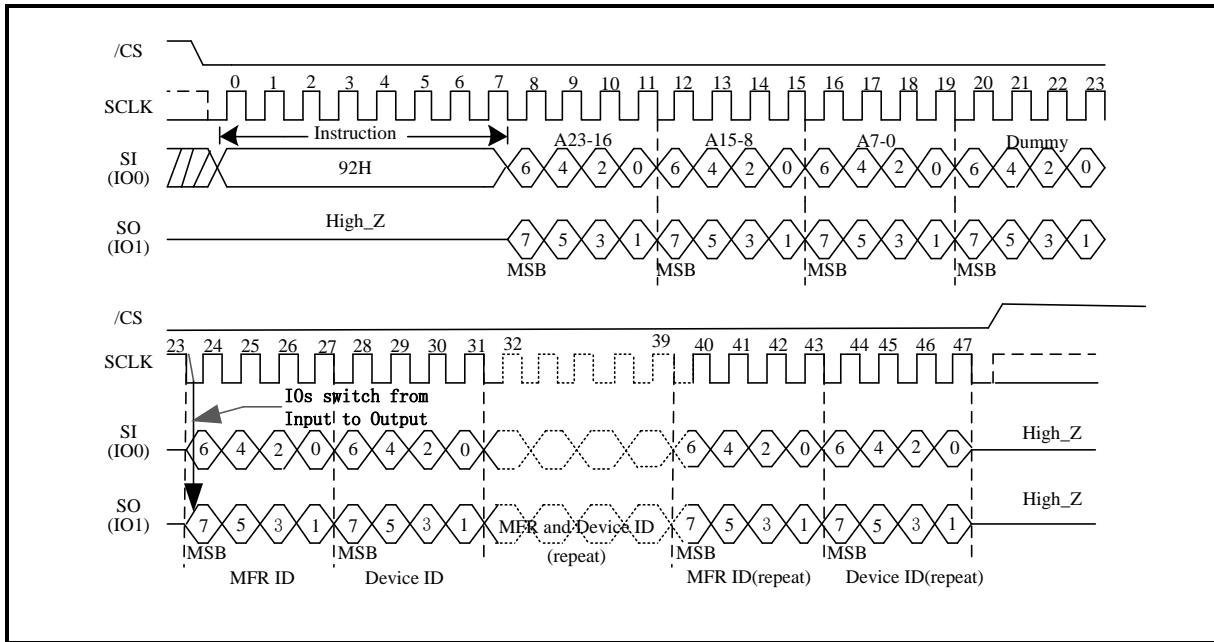 /CS
0 1 2 3 4 5 6 7 8 9 10 11 12 13 14 15 16 17 18 19 20 21 22 23
SCLK
Instruction A23-16 A15-8 A7-0 Dummy
SI
(IO0)
92H 6 4 2 0 6 4 2 0 6 4 2 0 6 4 2 0
SO
(IO1)
High_Z 7 5 3 1 7 5 3 1 7 5 3 1 7 5 3 1
MSB MSB MSB MSB
/CS
23 24 25 26 27 28 29 30 31 32 39 40 41 42 43 44 45 46 47
SCLK
IOs switch from
Input to Output
SI
(IO0)
6 4 2 0 6 4 2 0 6 4 2 0 6 4 2 0 High_Z
SO
(IO1)
7 5 3 1 7 5 3 1 MFR and Device ID 7 5 3 1 7 5 3 1 High_Z
MSB MSB (repeat) MSB MSB
MFR ID Device ID MFR ID(repeat) Device ID(repeat)